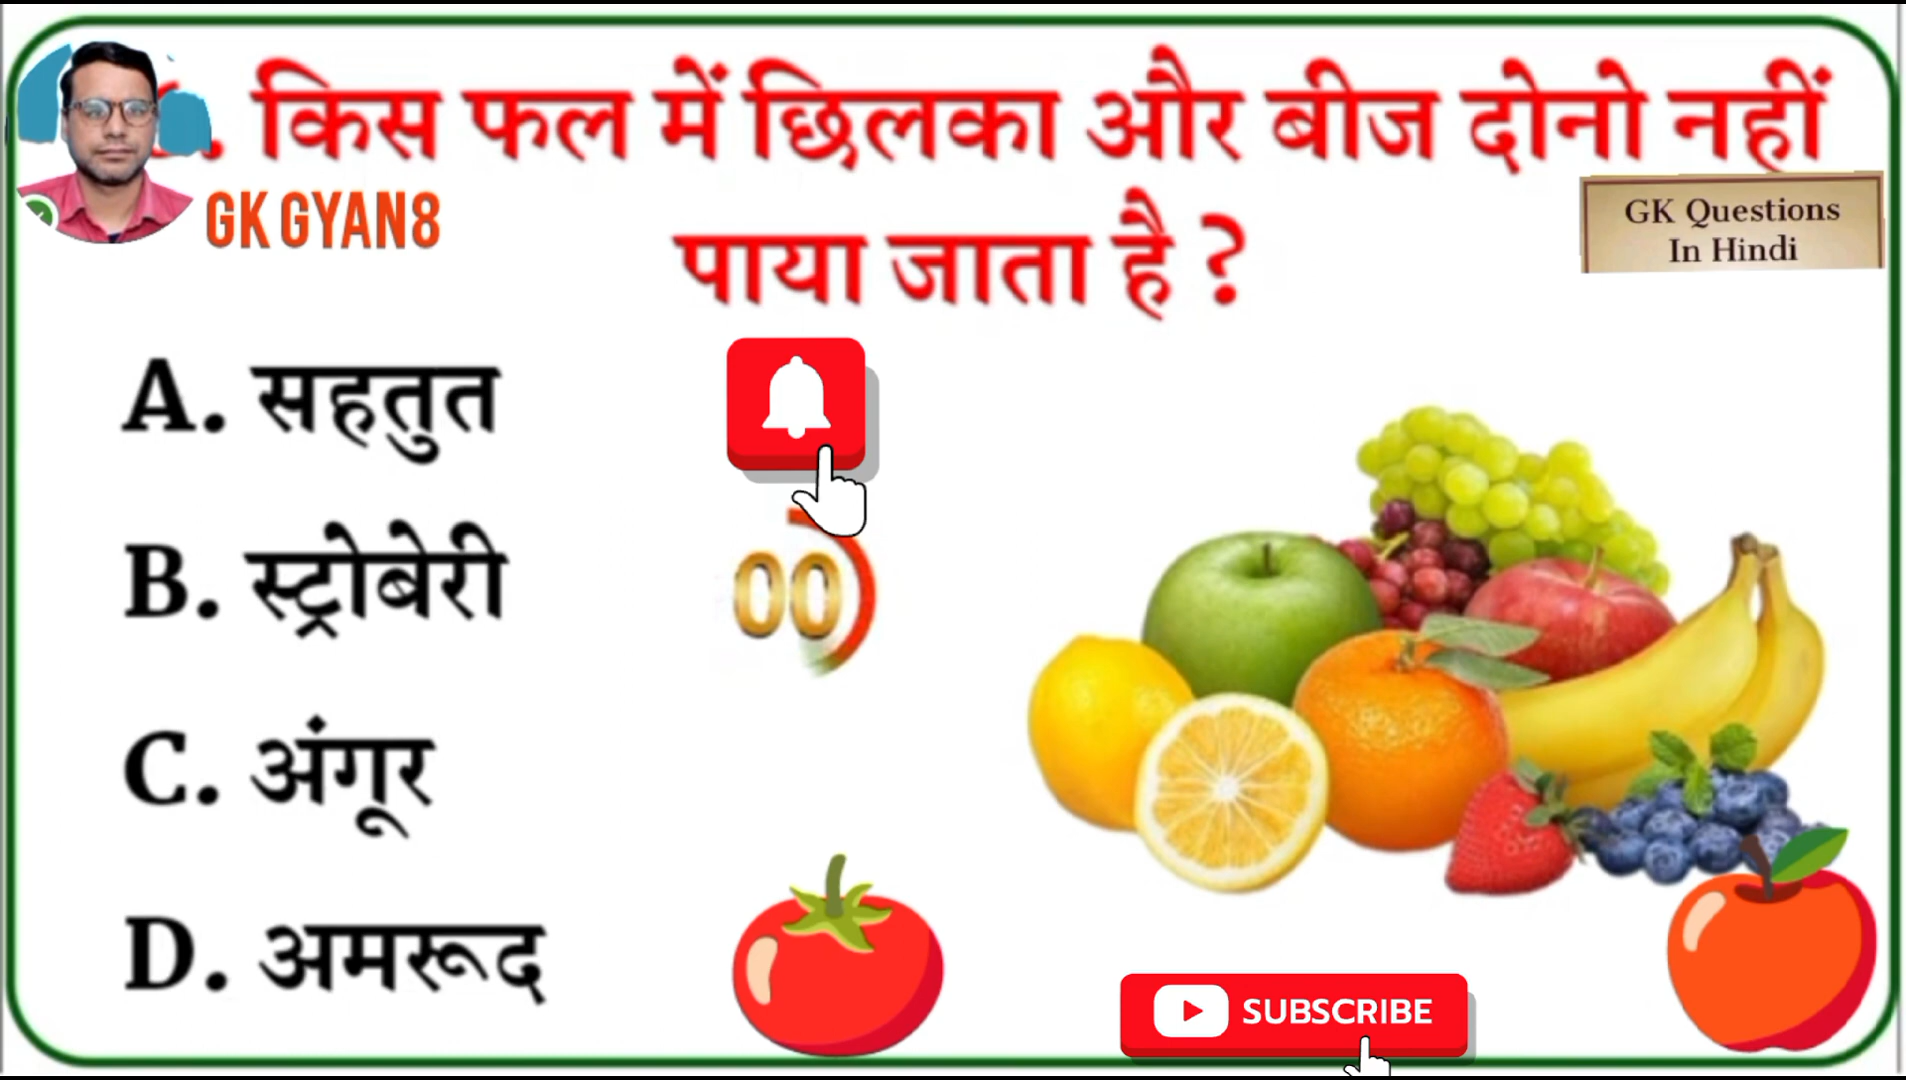 किस फल में छिलका और बीज दोनो नहीं
पाया जाता है ?
GK GYAN8
GK Questions
In Hindi
A. सहतुत
B. स्ट्रोबेरी
00
C. अंगूर
D. अमरूद
SUBSCRIBE